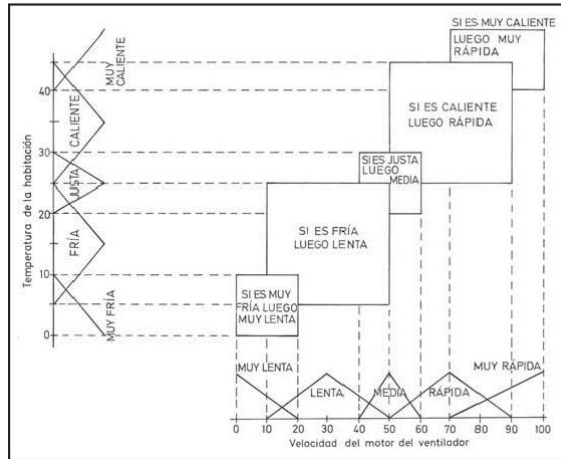 SI ES MUY CALIENTE
LUEGO MUY
RÁPIDA
MUY
CALIENTE
SI ES CALIENTE
LUEGO RÁPIDA
CALIENTE
SI ES JUSTA
LUEGO
MEDIA
JUSTA
SI ES FRÍA
LUEGO LENTA
FRÍA
SI ES MUY
FRÍA LUEGO
MUY LENTA
MUY FRÍA
Temperatura de la habitación
40
30
20
10
0
MUY LENTA
LENTA
MEDIA
RÁPIDA
MUY RÁPIDA
0 10 20 30 40 50 60 70 80 90 100
Velocidad del motor del ventilador